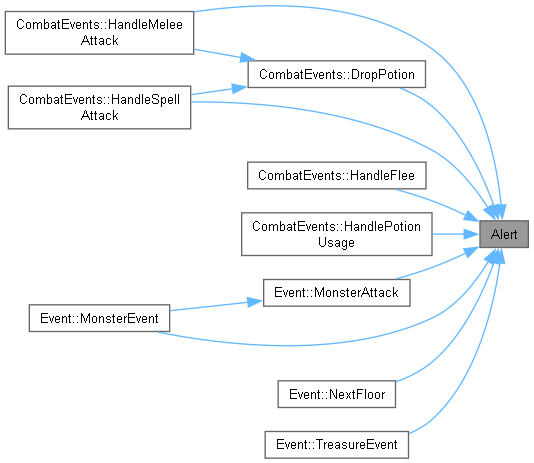 CombatEvents::HandleMelee
Attack
CombatEvents::DropPotion
CombatEvents::HandleSpell
Attack
CombatEvents::HandleFlee
CombatEvents::HandlePotion
Usage
Alert
Event::MonsterAttack
Event::MonsterEvent
Event::NextFloor
Event::TreasureEvent